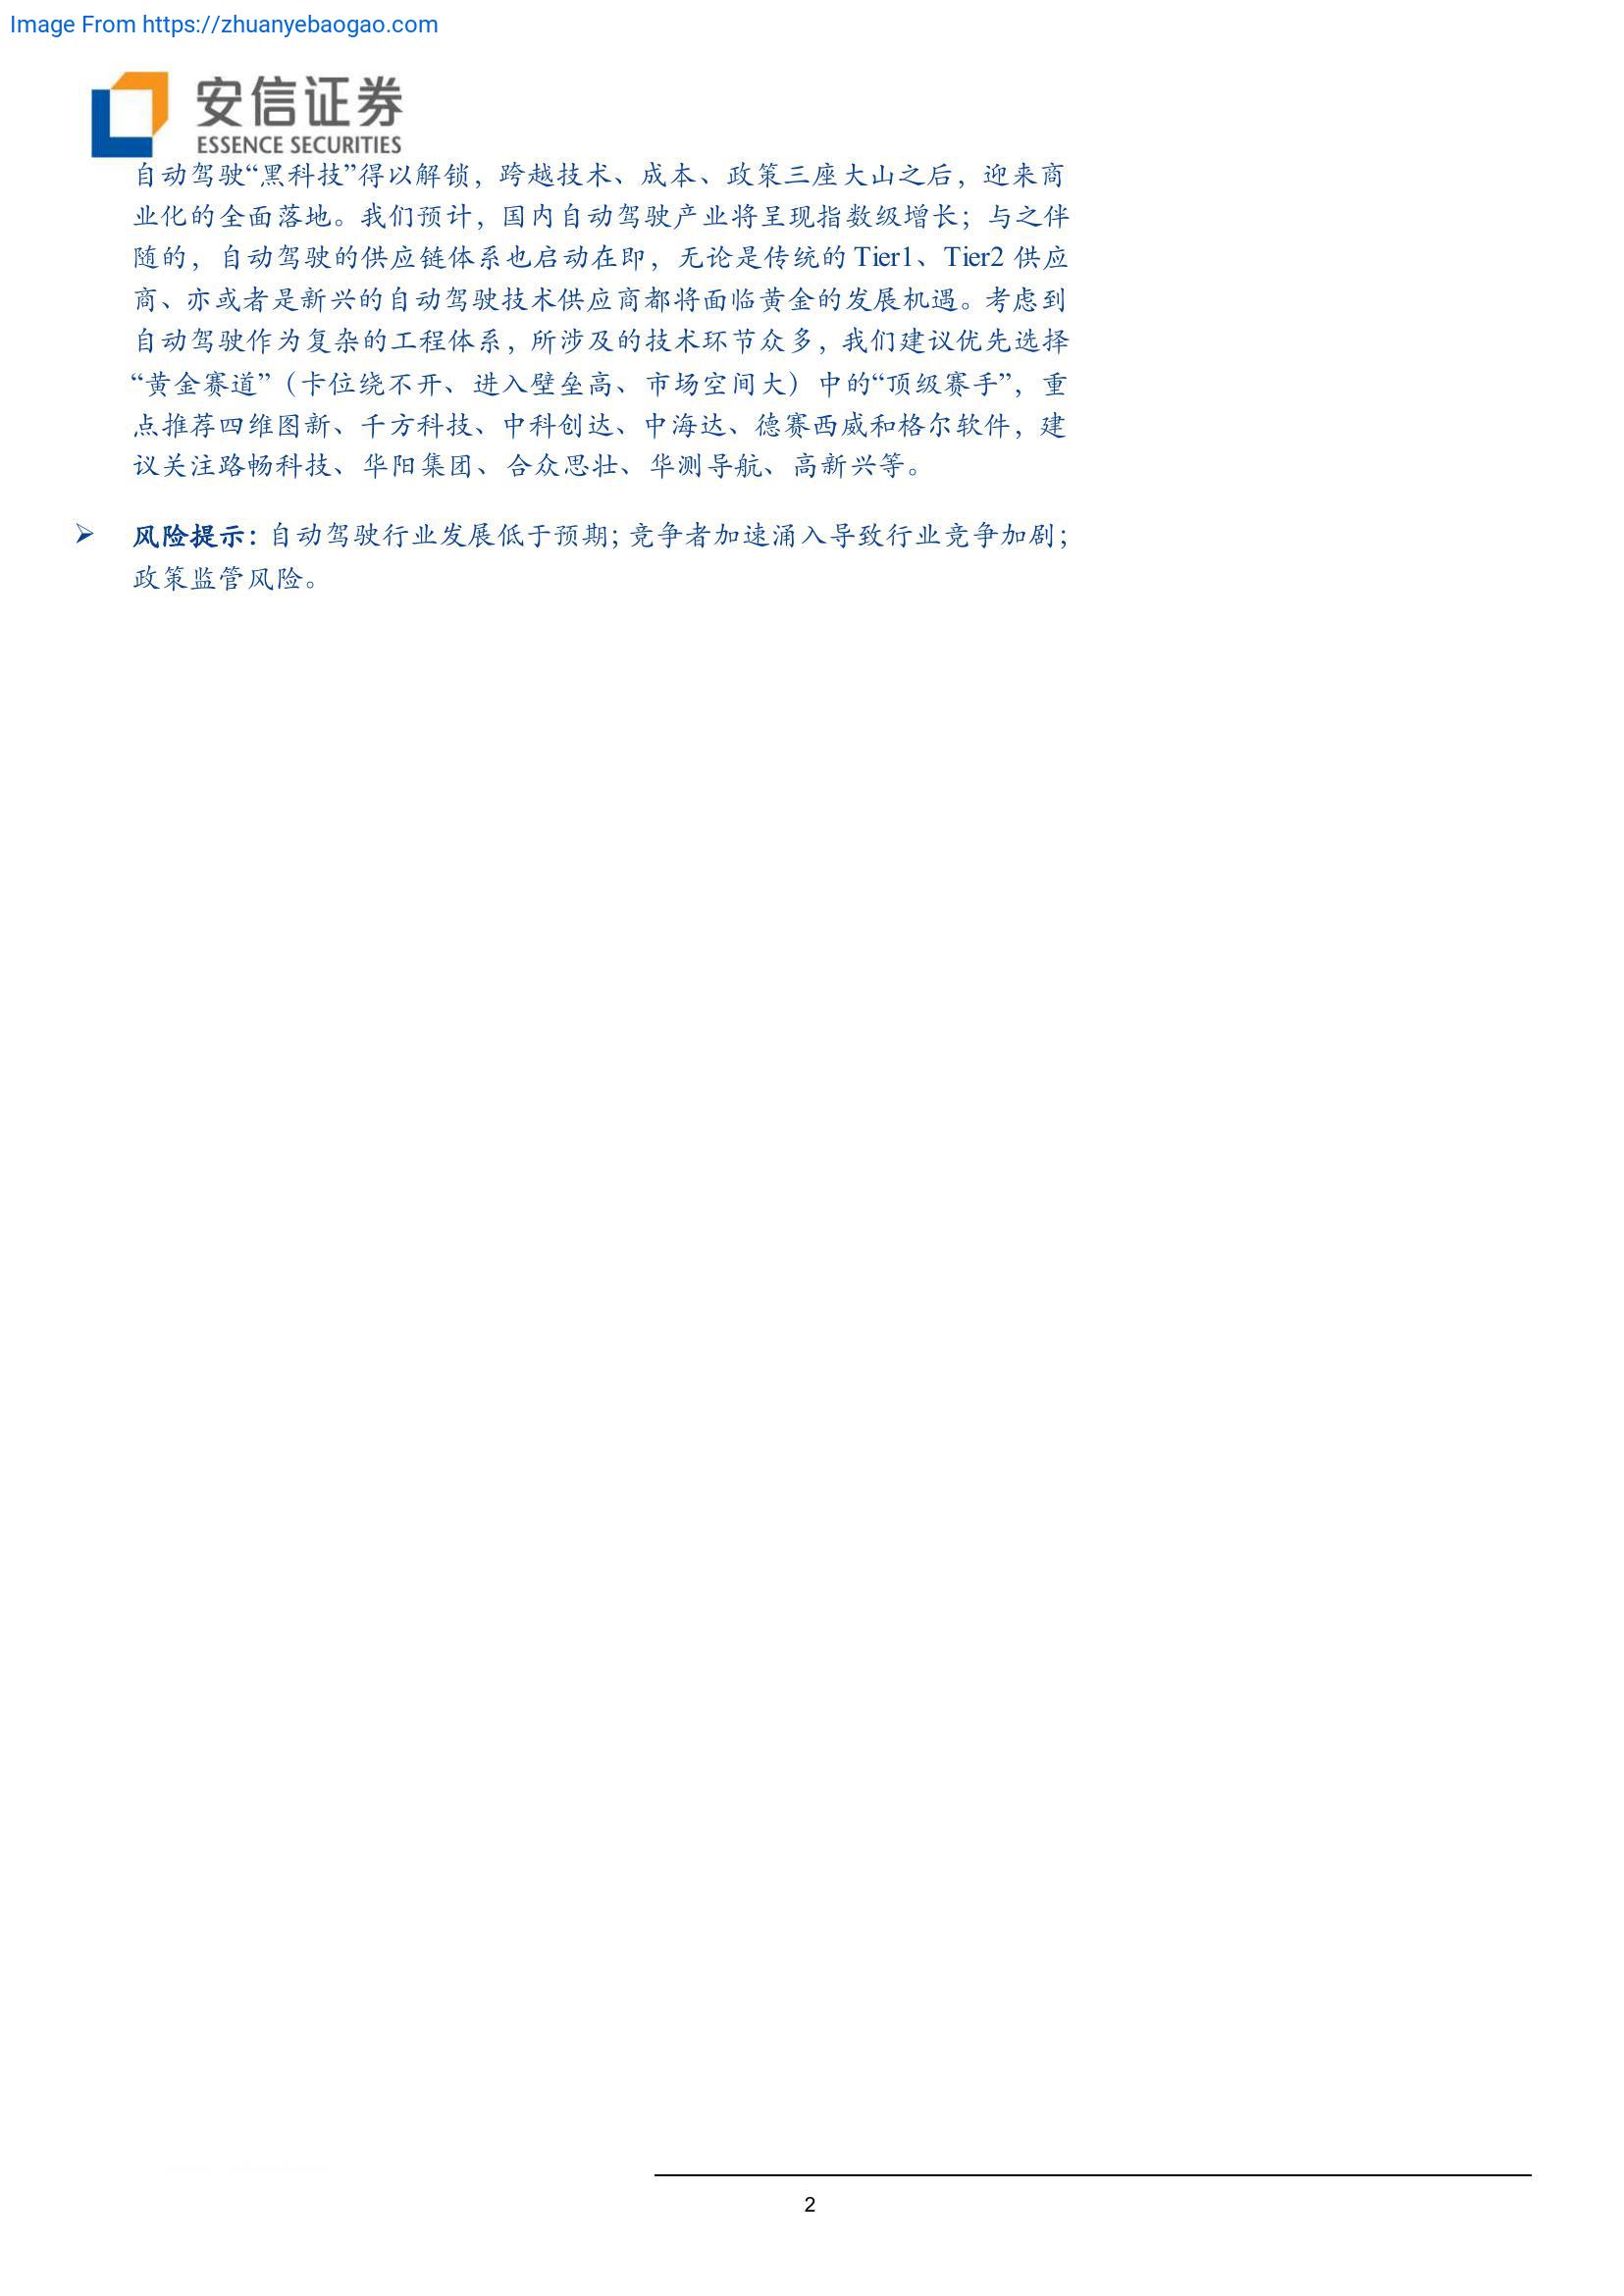 Image From https://zhuanyebaogao.com
安信证券
ESSENCE SECURITIES
自动驾驶“黑科技”得以解锁，跨越技术、成本、政策三座大山之后，迎来商
业化的全面落地。我们预计，国内自动驾驶产业将呈现指数级增长；与之伴
随的，自动驾驶的供应链体系也启动在即，无论是传统的 Tier1、Tier2 供应
商、亦或者是新兴的自动驾驶技术供应商都将面临黄金的发展机遇。考虑到
自动驾驶作为复杂的工程体系，所涉及的技术环节众多，我们建议优先选择
“黄金赛道”（卡位绕不开、进入壁垒高、市场空间大）中的“顶级赛手”，重
点推荐四维图新、千方科技、中科创达、中海达、德赛西威和格尔软件，建
议关注路畅科技、华阳集团、合众思壮、华测导航、高新兴等。
➢ 风险提示：自动驾驶行业发展低于预期；竞争者加速涌入导致行业竞争加剧；
政策监管风险。
2